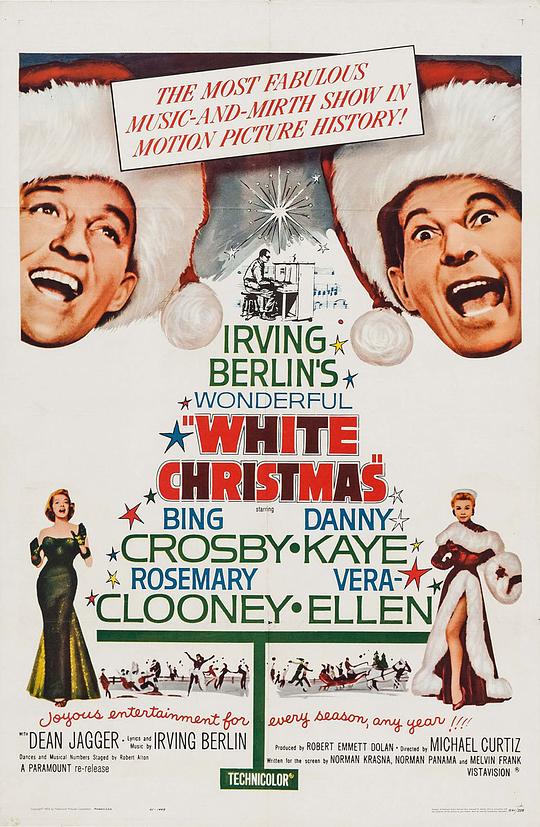 THE MOST FABULOUS
MUSIC-AND-MIRTH SHOW IN
MOTION PICTURE HISTORY!
IRVING
BERLIN'S
WONDERFUL
"WHITE
CHRISTMAS"
starring
BING DANNY
CROSBY • KAYE
ROSEMARY VERA-
CLOONEY • ELLEN
Joyous entertainment for every season, any year!!!!
with DEAN JAGGER • Lyrics and Music by IRVING BERLIN
Dances and Musical Numbers Staged by Robert Alton
A PARAMOUNT re-release
Produced by ROBERT EMMETT DOLAN • Directed by MICHAEL CURTIZ
Written for the screen by NORMAN KRASNA, NORMAN PANAMA and MELVIN FRANK
VISTAVISION ®
TECHNICOLOR®